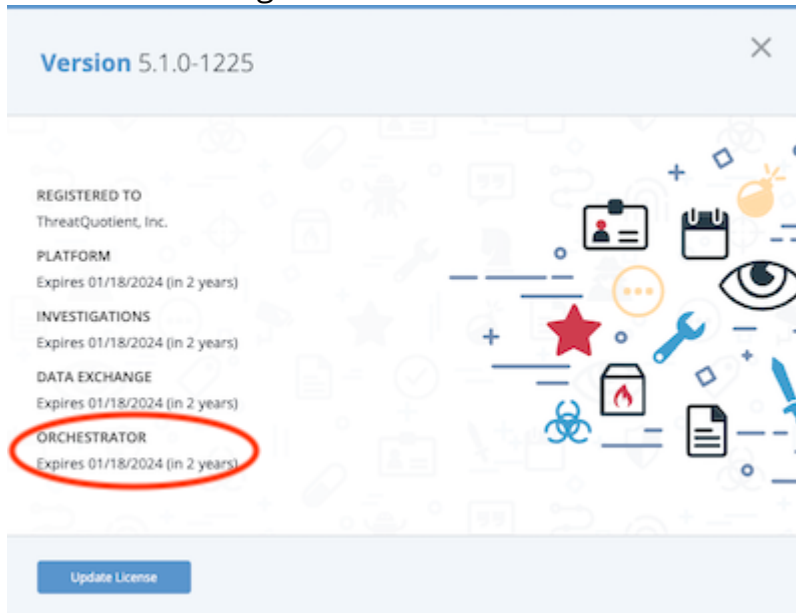 Version 5.1.0-1225
REGISTERED TO
ThreatQuotient, Inc.
PLATFORM
Expires 01/18/2024 (in 2 years)
INVESTIGATIONS
Expires 01/18/2024 (in 2 years)
DATA EXCHANGE
Expires 01/18/2024 (in 2 years)
ORCHESTRATOR
Expires 01/18/2024 (in 2 years)
Update License